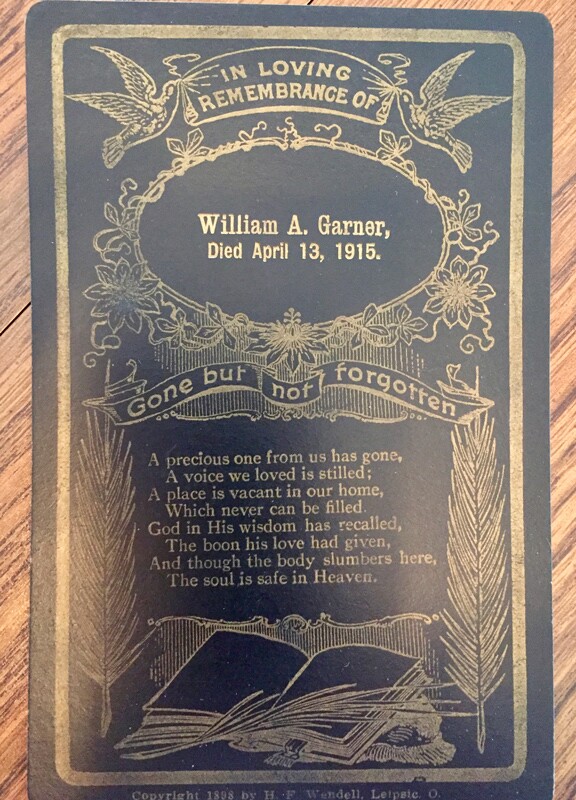 IN LOVING
REMEMBRANCE OF
William A. Garner,
Died April 13, 1915.
Gone but not forgotten
A precious one from us has gone,
A voice we loved is stilled;
A place is vacant in our home,
Which never can be filled.
God in His wisdom has recalled,
The boon his love had given,
And though the body slumbers here,
The soul is safe in Heaven.
Copyright 1898 by H. F. Wendell, Leipsic, O.